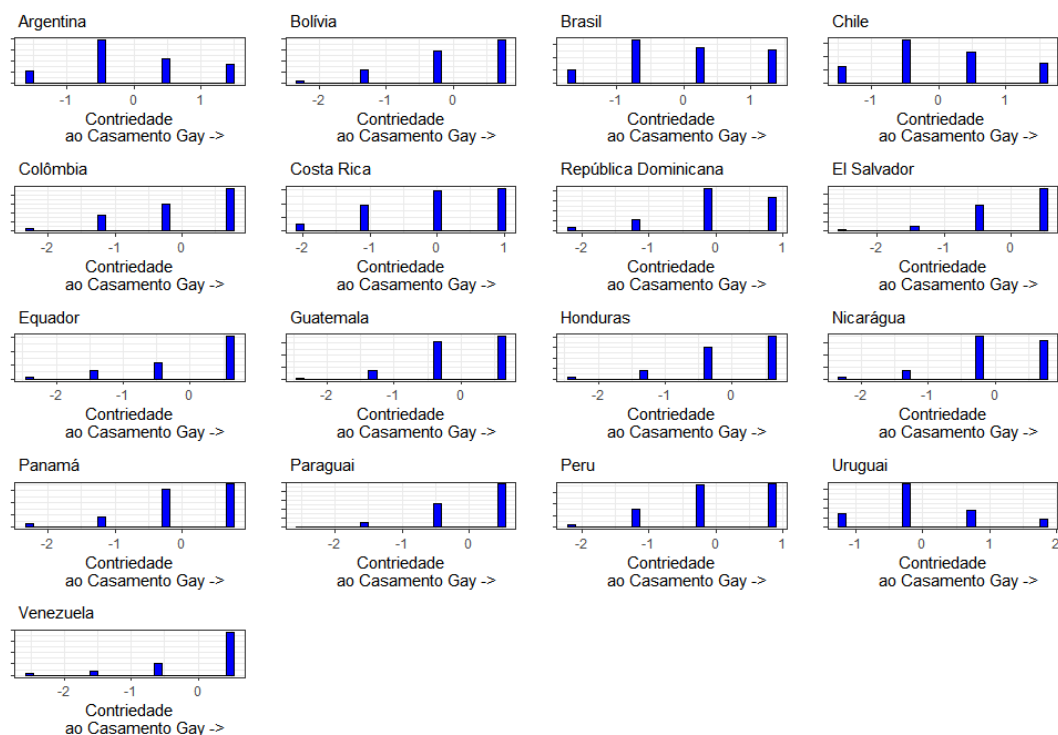 Argentina
Bolívia
Brasil
Chile
-1 0 1
-2 -1 0
-1 0 1
-1 0 1
Contriedade
ao Casamento Gay ->
Contriedade
ao Casamento Gay ->
Contriedade
ao Casamento Gay ->
Contriedade
ao Casamento Gay ->
Colômbia
Costa Rica
República Dominicana
El Salvador
-2 -1 0
-2 -1 0 1
-2 -1 0 1
-2 -1 0
Contriedade
ao Casamento Gay ->
Contriedade
ao Casamento Gay ->
Contriedade
ao Casamento Gay ->
Contriedade
ao Casamento Gay ->
Equador
Guatemala
Honduras
Nicarágua
-2 -1 0
-2 -1 0
-2 -1 0
-2 -1 0
Contriedade
ao Casamento Gay ->
Contriedade
ao Casamento Gay ->
Contriedade
ao Casamento Gay ->
Contriedade
ao Casamento Gay ->
Panamá
Paraguai
Peru
Uruguai
-2 -1 0
-2 -1 0
-2 -1 0 1
-1 0 1 2
Contriedade
ao Casamento Gay ->
Contriedade
ao Casamento Gay ->
Contriedade
ao Casamento Gay ->
Contriedade
ao Casamento Gay ->
Venezuela
-2 -1 0
Contriedade
ao Casamento Gay ->